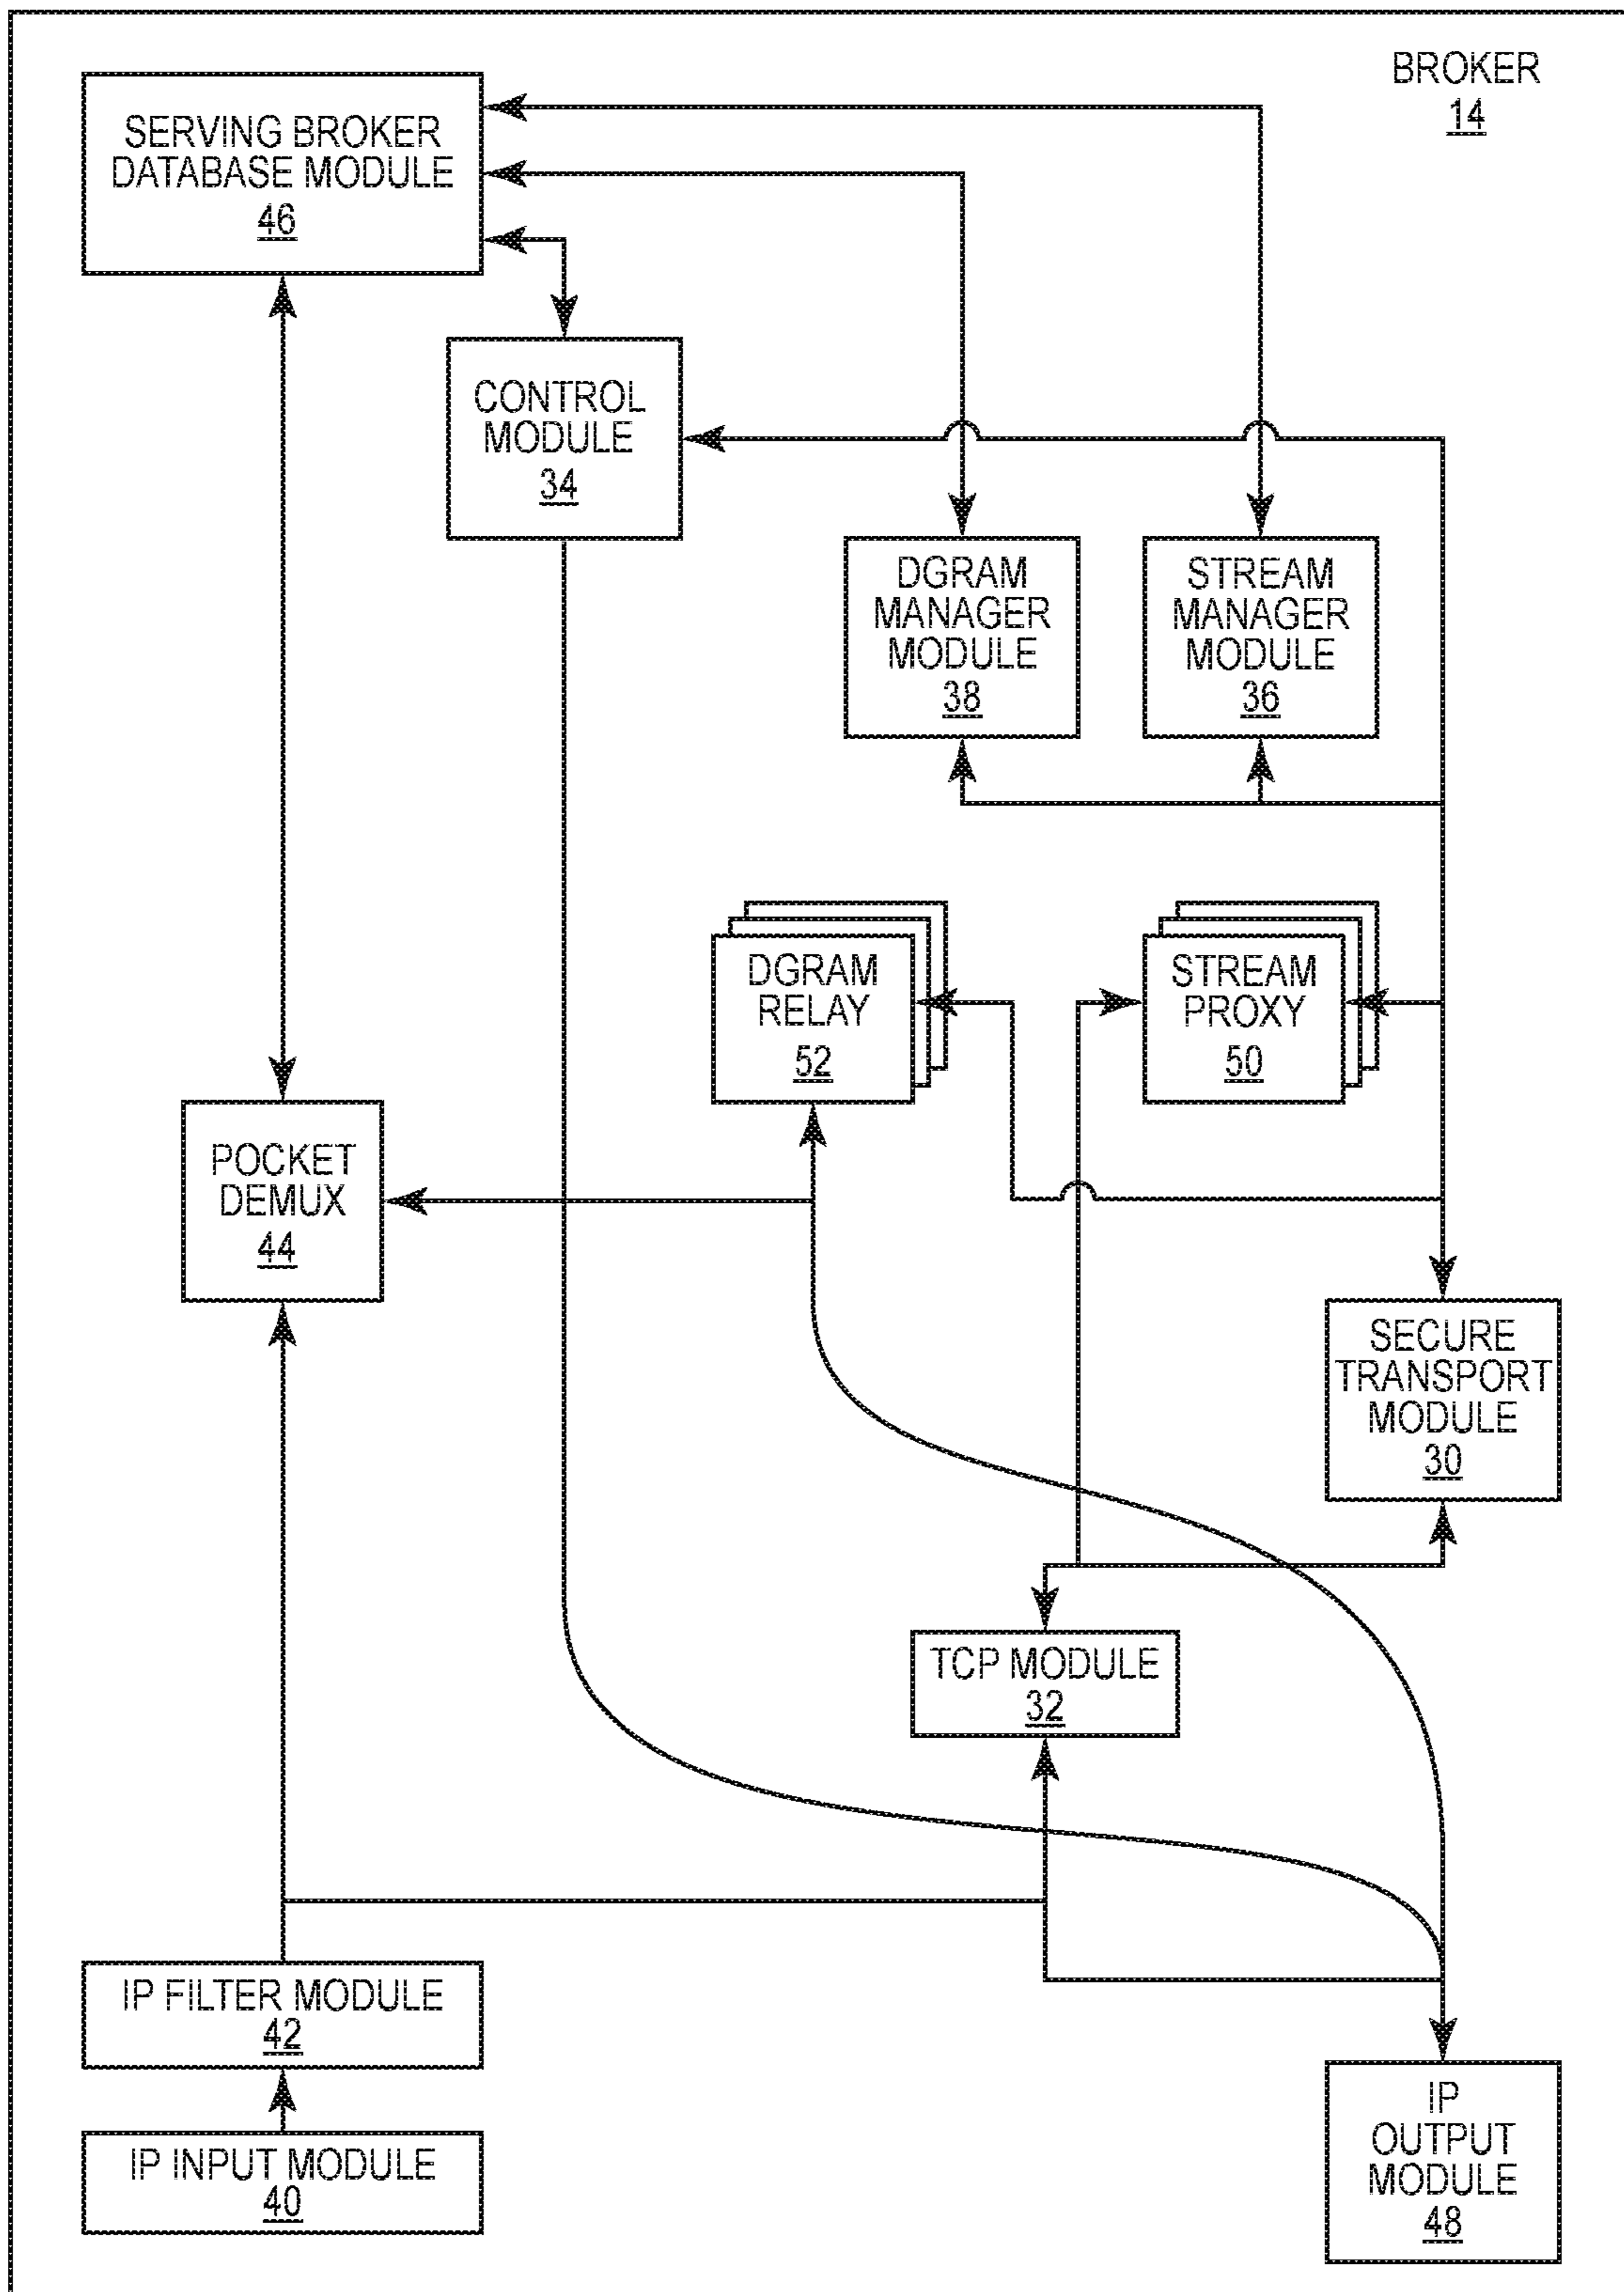 BROKER
14
SERVING BROKER
DATABASE MODULE
46
CONTROL
MODULE
34
DGRAM
MANAGER
MODULE
38
STREAM
MANAGER
MODULE
36
DGRAM
RELAY
52
STREAM
PROXY
50
POCKET
DEMUX
44
SECURE
TRANSPORT
MODULE
30
TCP MODULE
32
IP FILTER MODULE
42
IP INPUT MODULE
40
IP
OUTPUT
MODULE
48